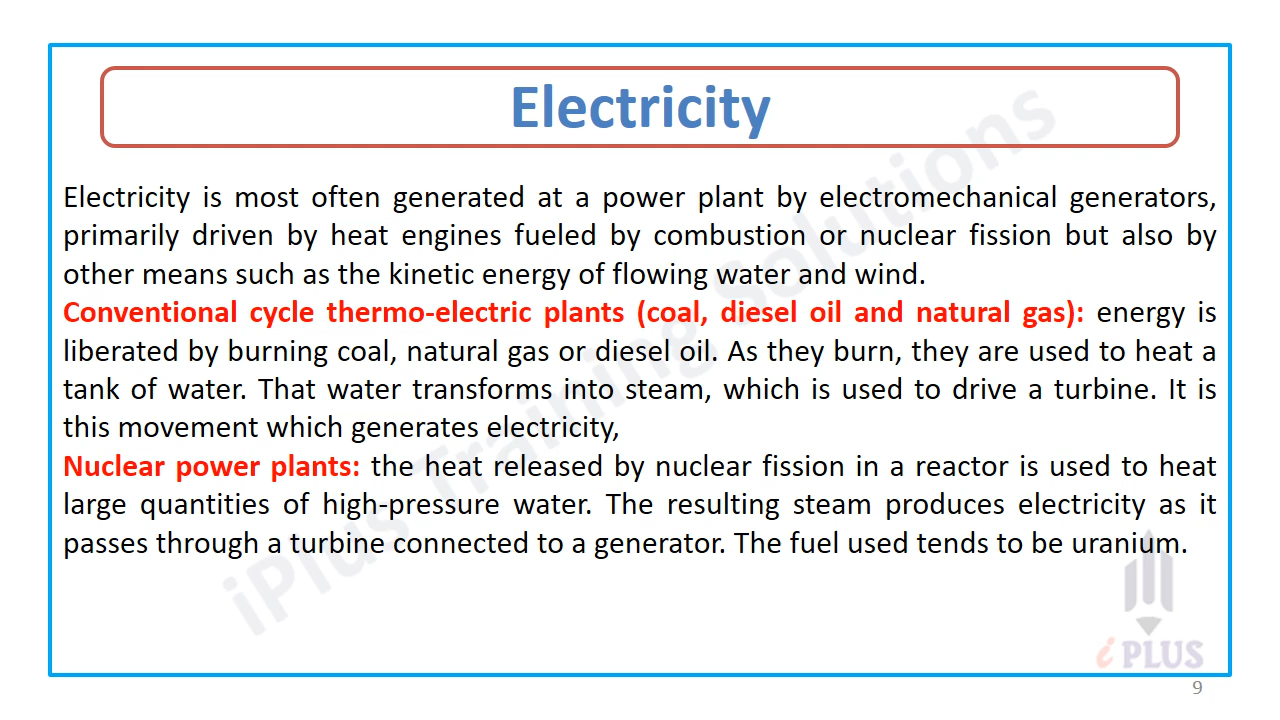 Electricity
Electricity is most often generated at a power plant by electromechanical generators,
primarily driven by heat engines fueled by combustion or nuclear fission but also by
other means such as the kinetic energy of flowing water and wind.
Conventional cycle thermo-electric plants (coal, diesel oil and natural gas): energy is
liberated by burning coal, natural gas or diesel oil. As they burn, they are used to heat a
tank of water. That water transforms into steam, which is used to drive a turbine. It is
this movement which generates electricity,
Nuclear power plants: the heat released by nuclear fission in a reactor is used to heat
large quantities of high-pressure water. The resulting steam produces electricity as it
passes through a turbine connected to a generator. The fuel used tends to be uranium.
iPlus Training Solutions
i PLUS
9